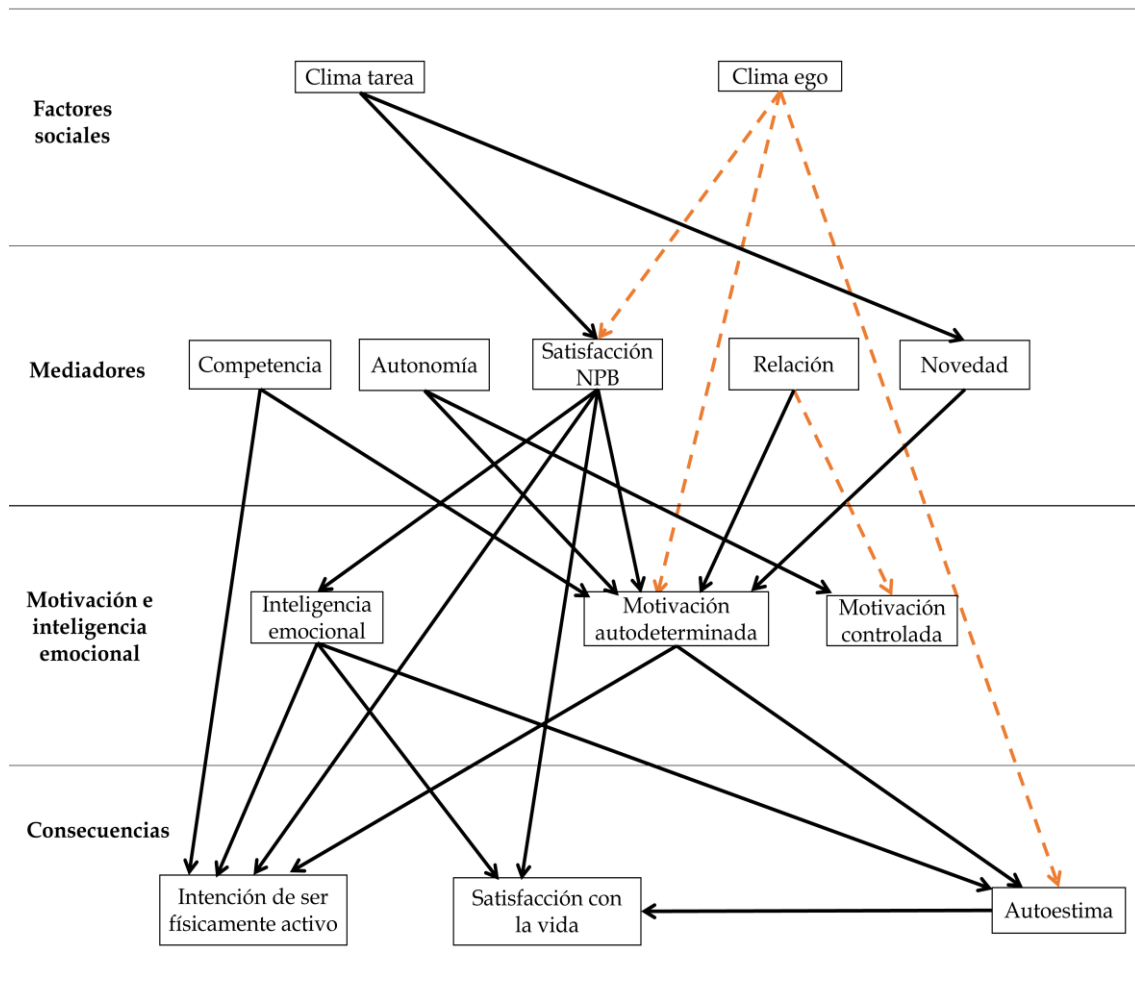 Clima tarea
Clima ego
Factores
sociales
Mediadores
Competencia
Autonomía
Satisfacción
NPB
Relación
Novedad
Motivación e
inteligencia
emocional
Inteligencia
emocional
Motivación
autodeterminada
Motivación
controlada
Consecuencias
Intención de ser
físicamente activo
Satisfacción con
la vida
Autoestima